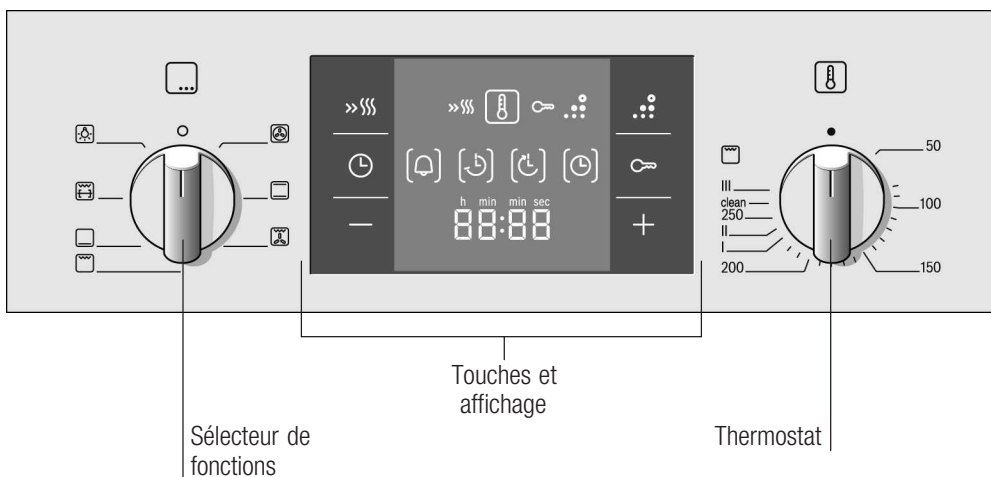 h min min sec
88:88
50
100
150
200
I
II
250
clean
III
Touches et
affichage
Sélecteur de
fonctions
Thermostat